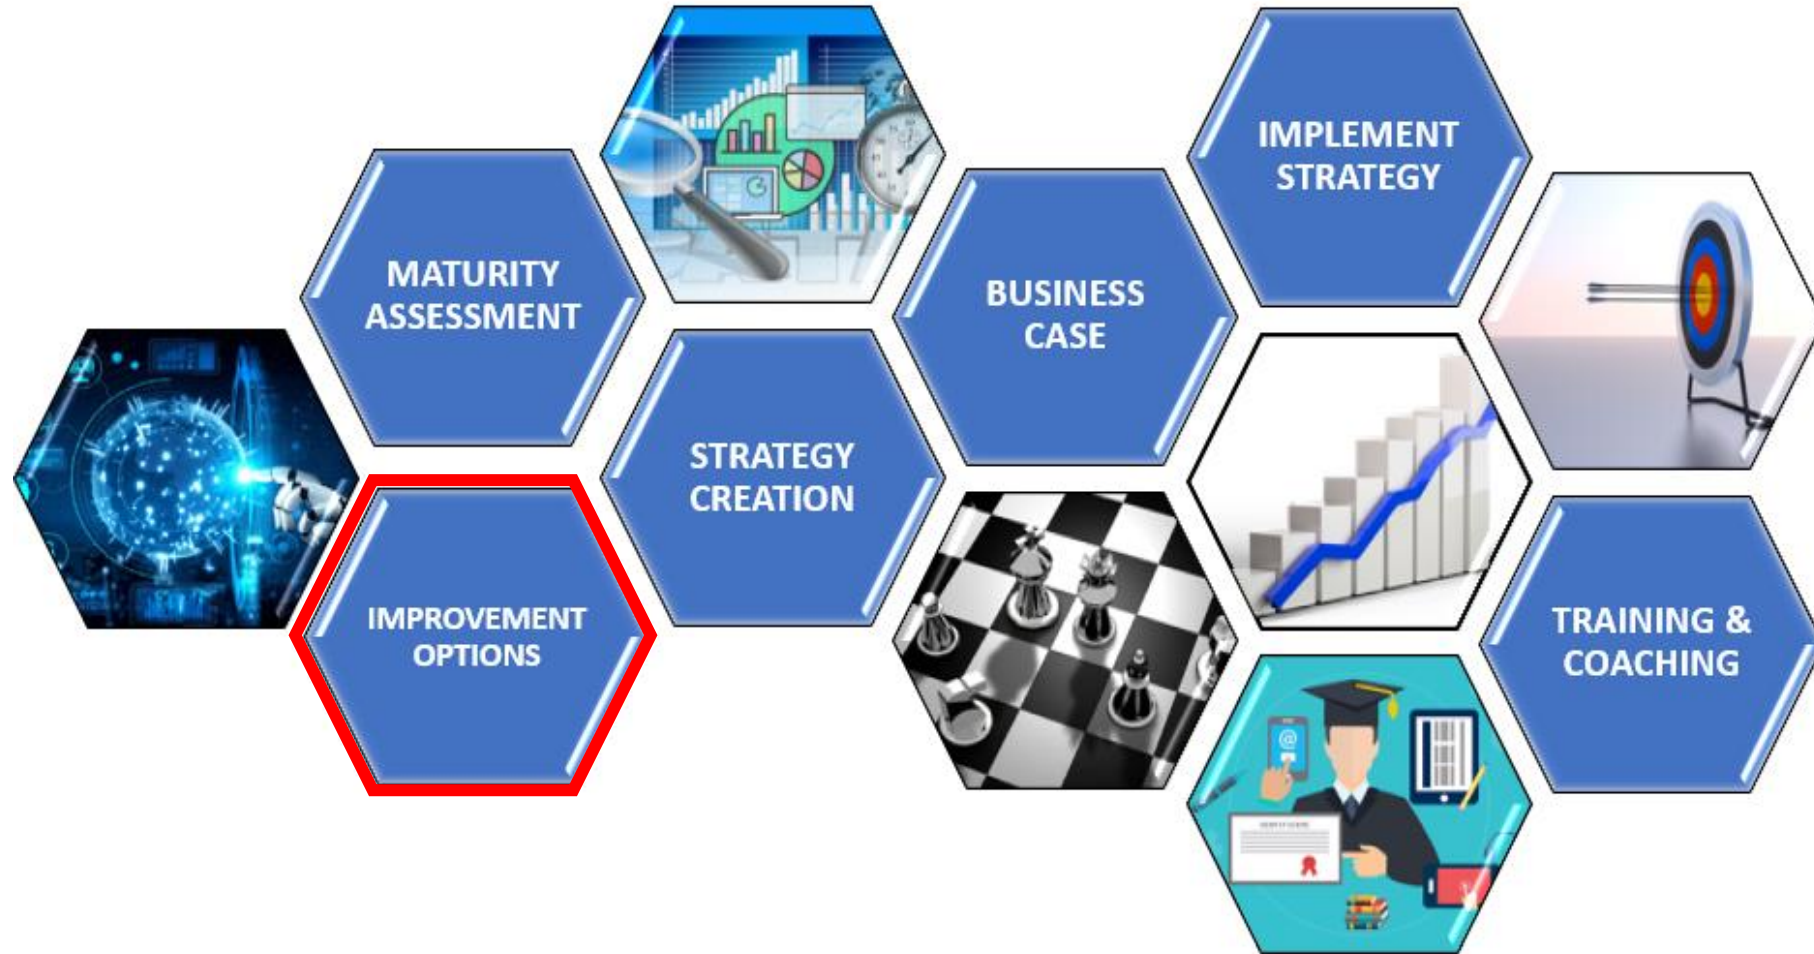 MATURITY
ASSESSMENT
IMPROVEMENT
OPTIONS
STRATEGY
CREATION
BUSINESS
CASE
IMPLEMENT
STRATEGY
TRAINING &
COACHING
@